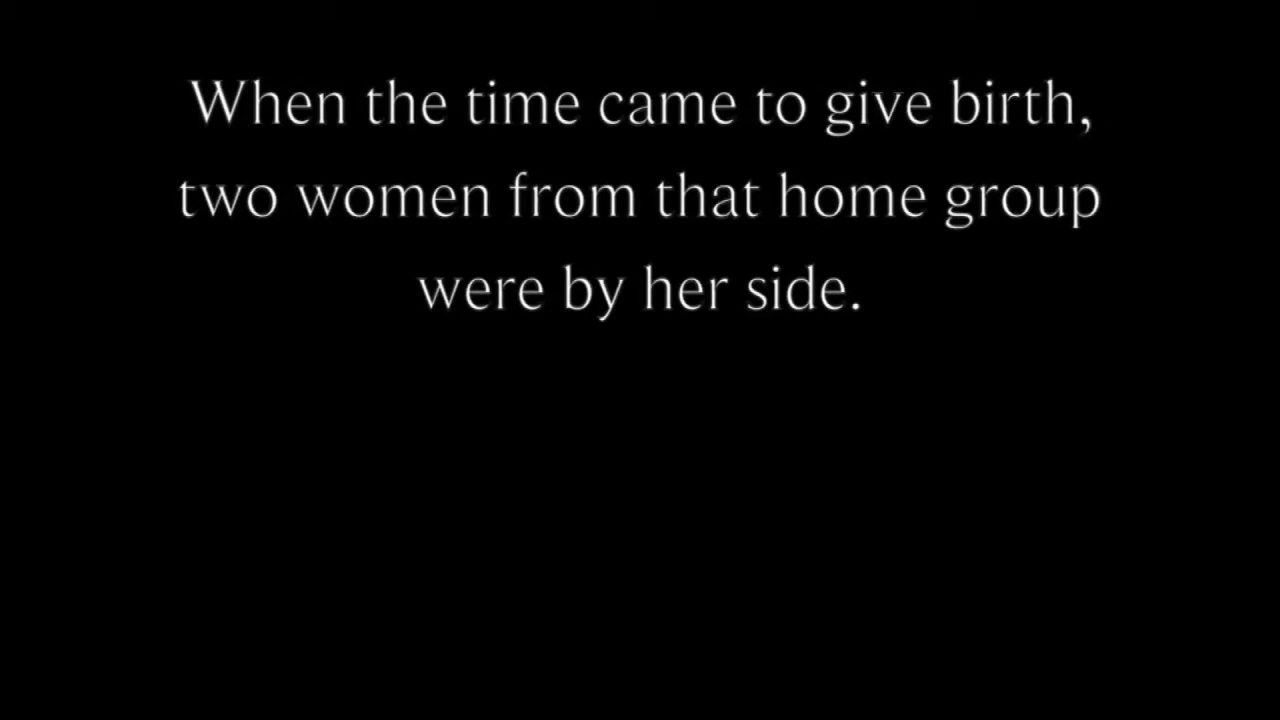 When the time came to give birth,
two women from that home group
were by her side.